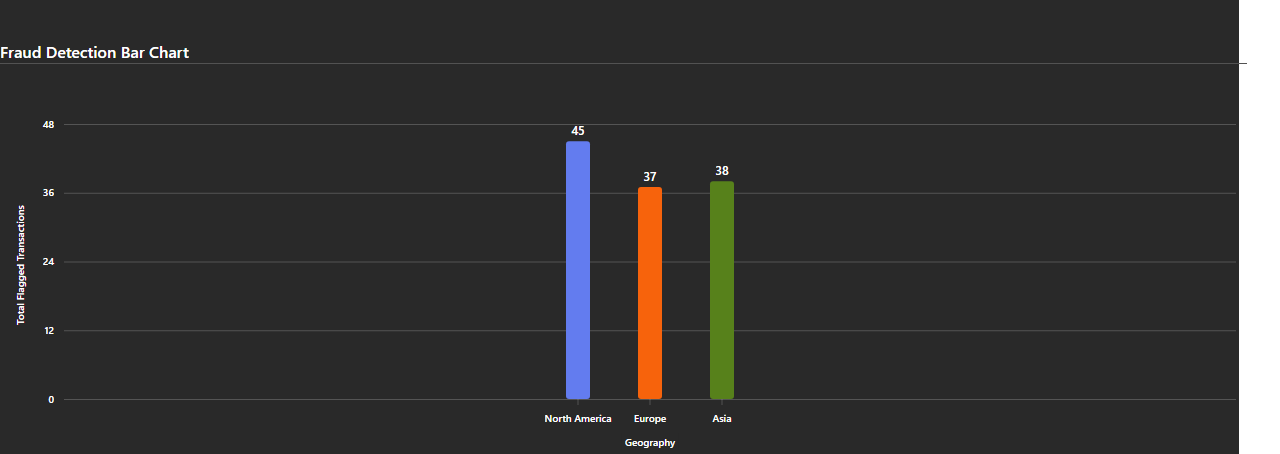 Fraud Detection Bar Chart
48
36
24
12
0
Total Flagged Transactions
45
37
38
North America
Europe
Asia
Geography